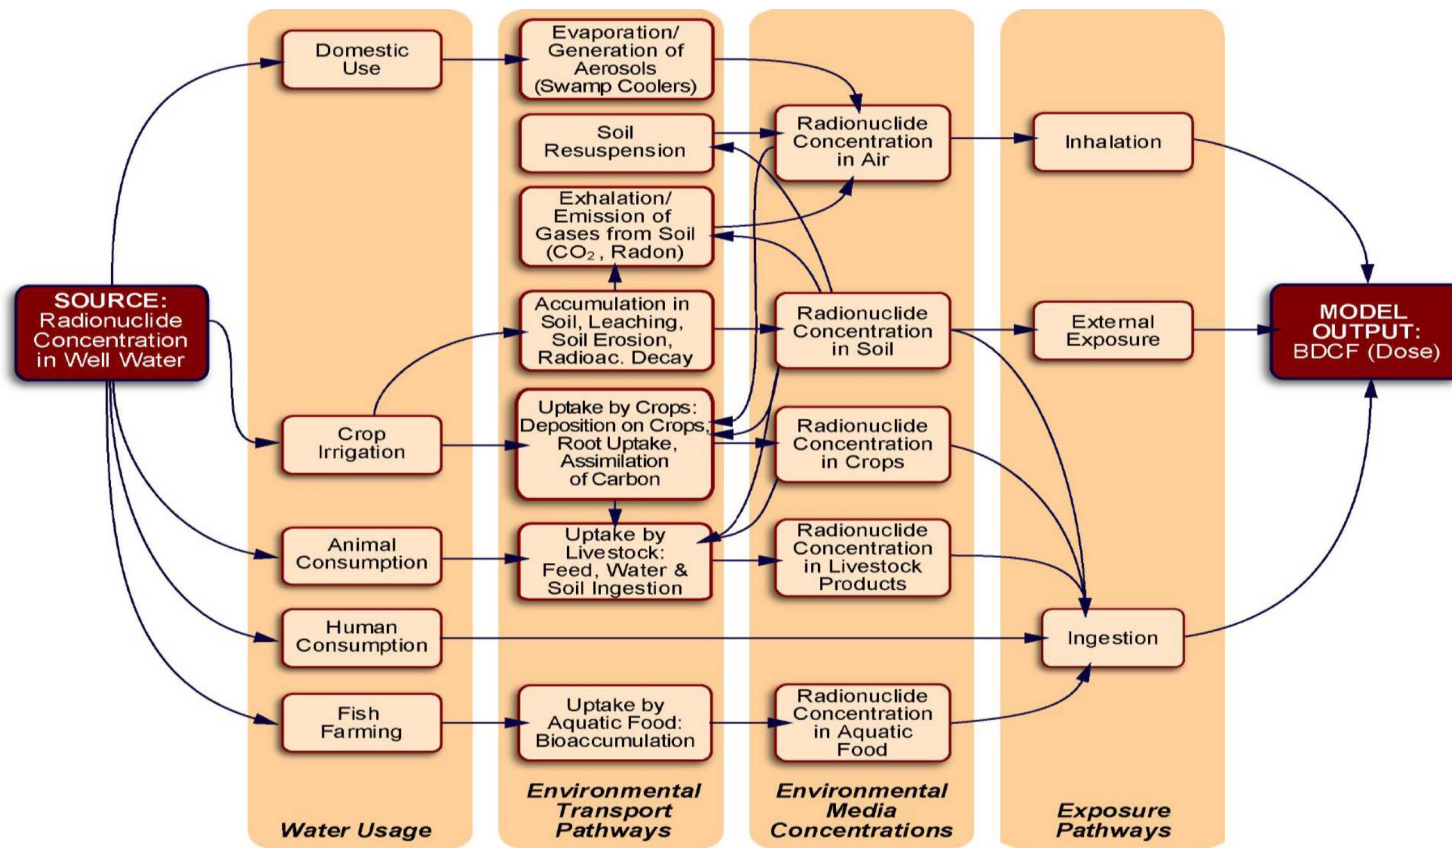 SOURCE:
Radionuclide
Concentration
in Well Water
Domestic
Use
Crop
Irrigation
Animal
Consumption
Human
Consumption
Fish
Farming
Water Usage
Evaporation/
Generation of
Aerosols
(Swamp Coolers)
Soil
Resuspension
Exhalation/
Emission of
Gases from Soil
(CO₂ , Radon)
Accumulation in
Soil, Leaching,
Soil Erosion,
Radioac. Decay
Uptake by Crops:
Deposition on Crops,
Root Uptake,
Assimilation
of Carbon
Uptake by
Livestock:
Feed, Water &
Soil Ingestion
Uptake by
Aquatic Food:
Bioaccumulation
Environmental
Transport
Pathways
Radionuclide
Concentration
in Air
Radionuclide
Concentration
in Soil
Radionuclide
Concentration
in Crops
Radionuclide
Concentration
in Livestock
Products
Radionuclide
Concentration
in Aquatic
Food
Environmental
Media
Concentrations
Inhalation
External
Exposure
Ingestion
Exposure
Pathways
MODEL
OUTPUT:
BDCF (Dose)